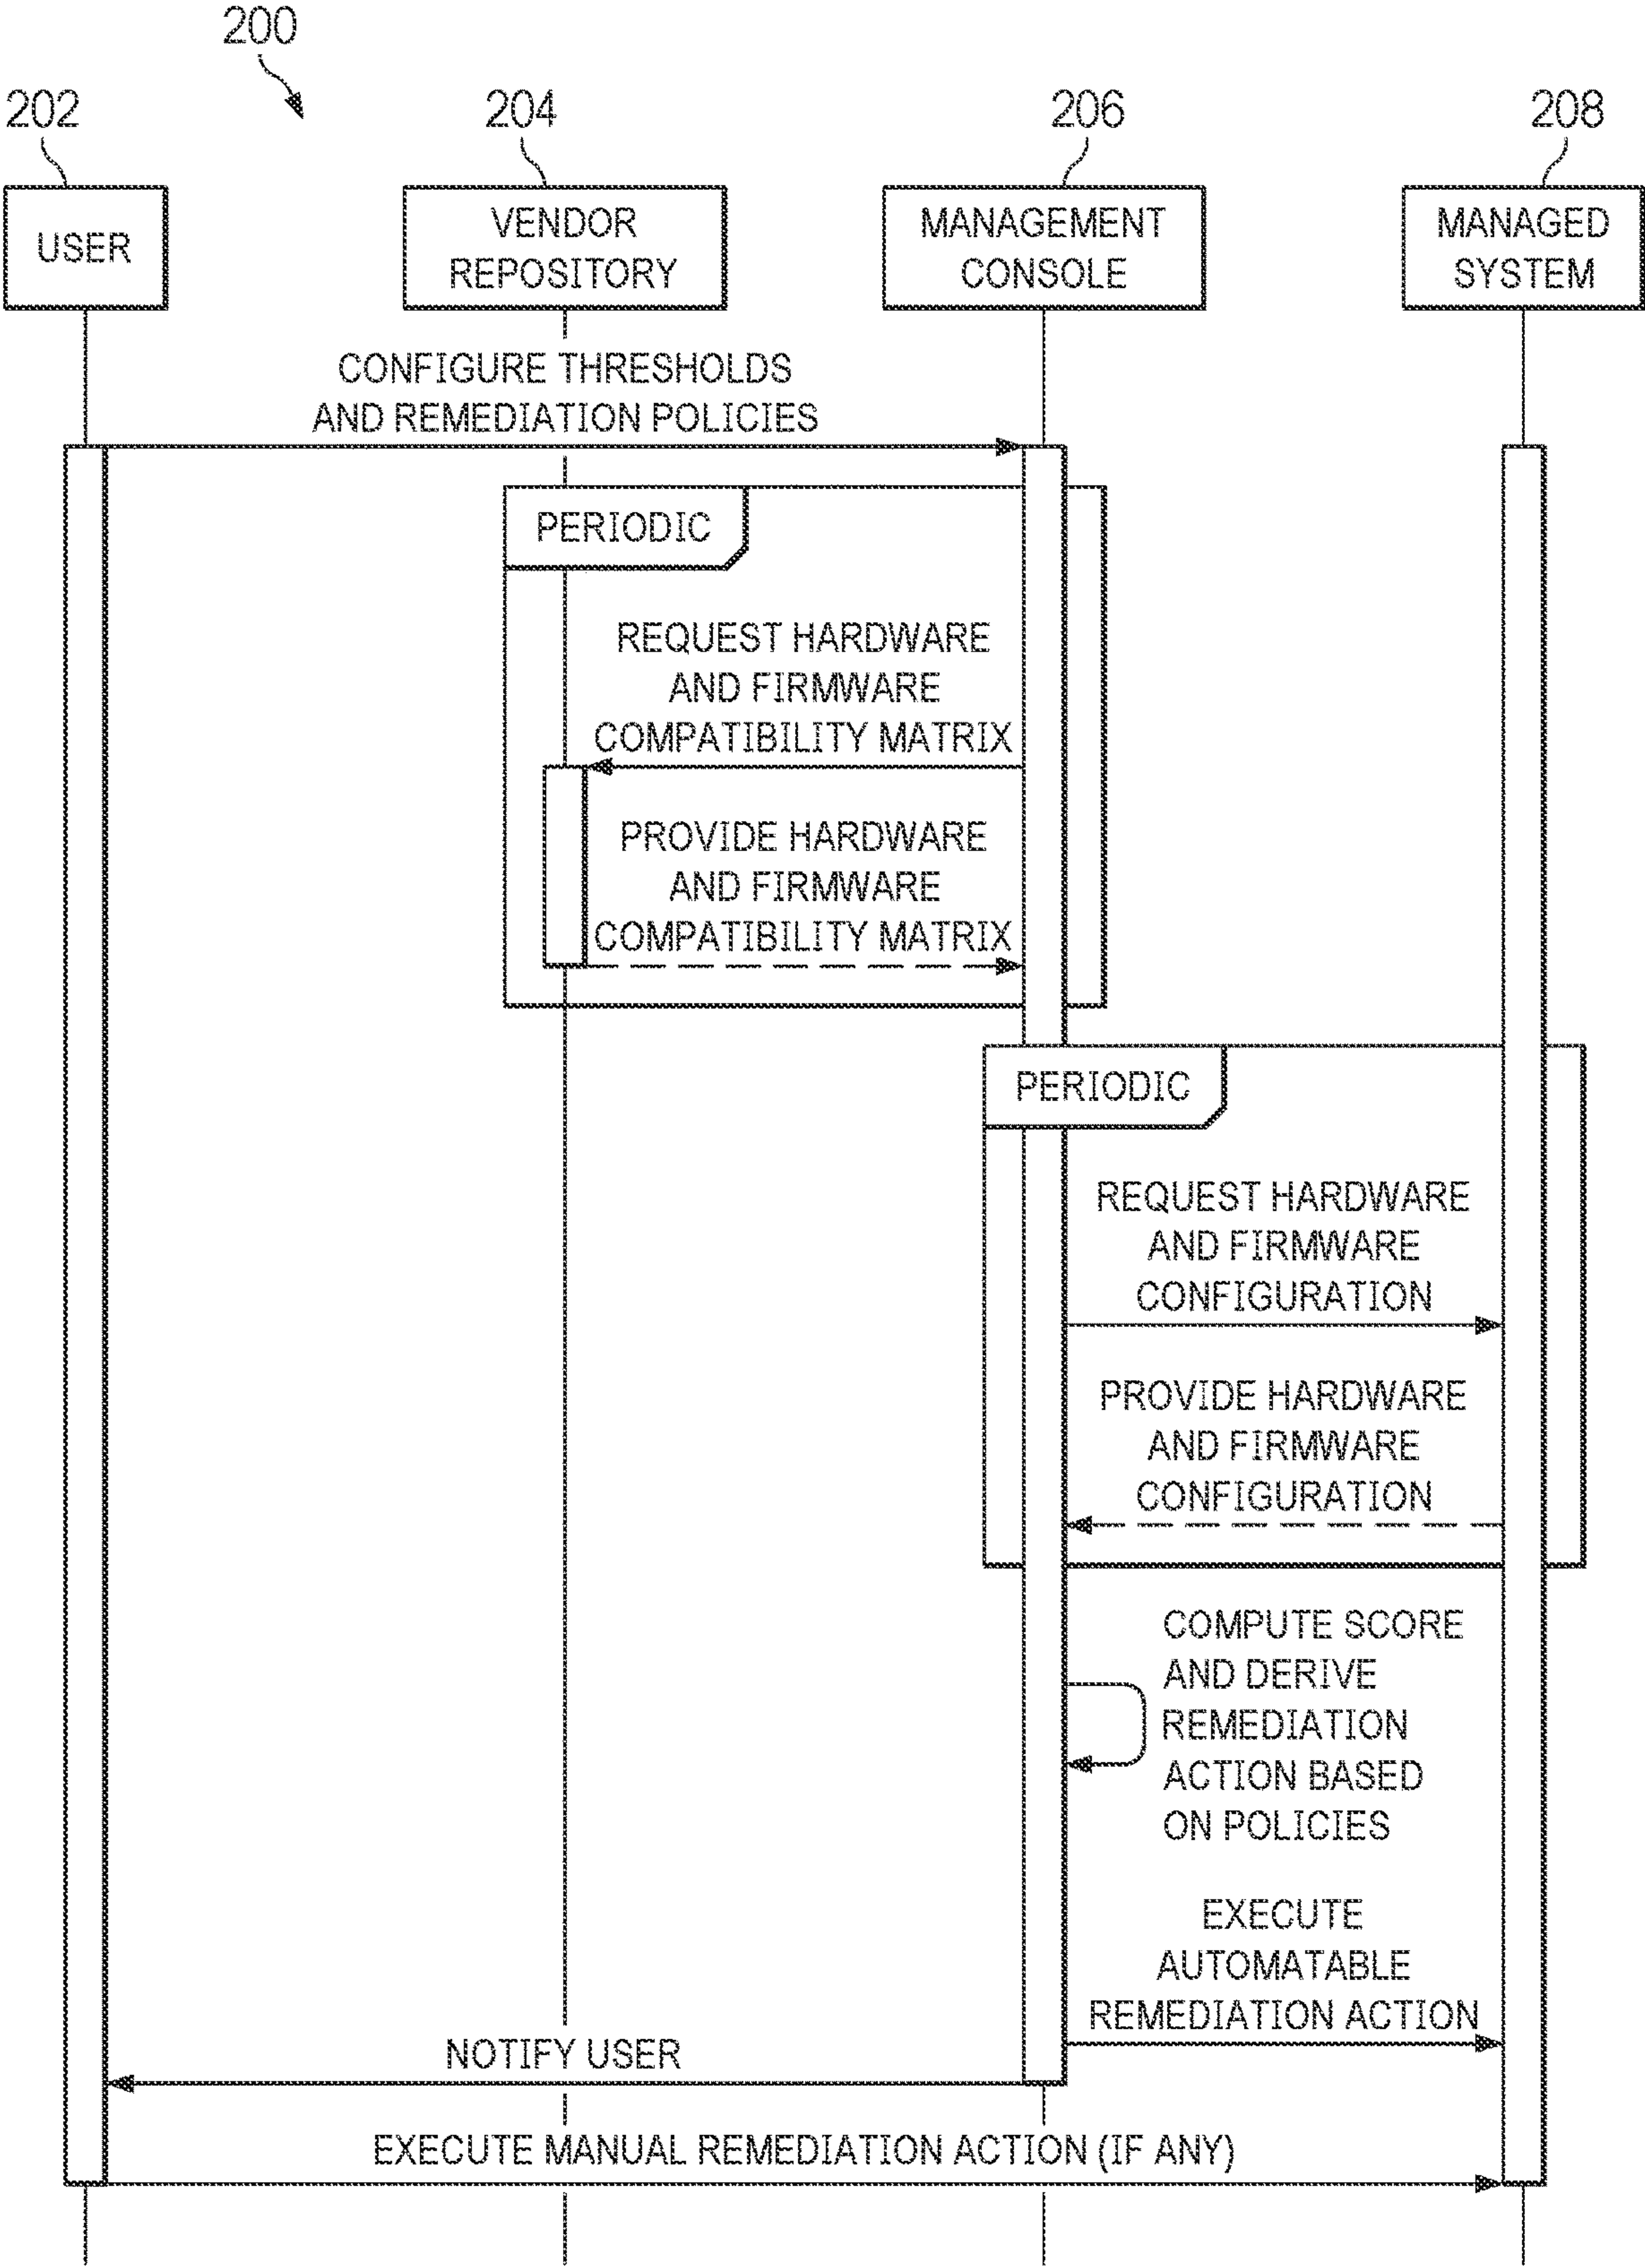 200
202
204
206
208
USER
VENDOR
REPOSITORY
MANAGEMENT
CONSOLE
MANAGED
SYSTEM
CONFIGURE THRESHOLDS
AND REMEDIATION POLICIES
PERIODIC
REQUEST HARDWARE
AND FIRMWARE
COMPATIBILITY MATRIX
PROVIDE HARDWARE
AND FIRMWARE
COMPATIBILITY MATRIX
PERIODIC
REQUEST HARDWARE
AND FIRMWARE
CONFIGURATION
PROVIDE HARDWARE
AND FIRMWARE
CONFIGURATION
COMPUTE SCORE
AND DERIVE
REMEDIATION
ACTION BASED
ON POLICIES
EXECUTE
AUTOMATABLE
REMEDIATION ACTION
NOTIFY USER
EXECUTE MANUAL REMEDIATION ACTION (IF ANY)